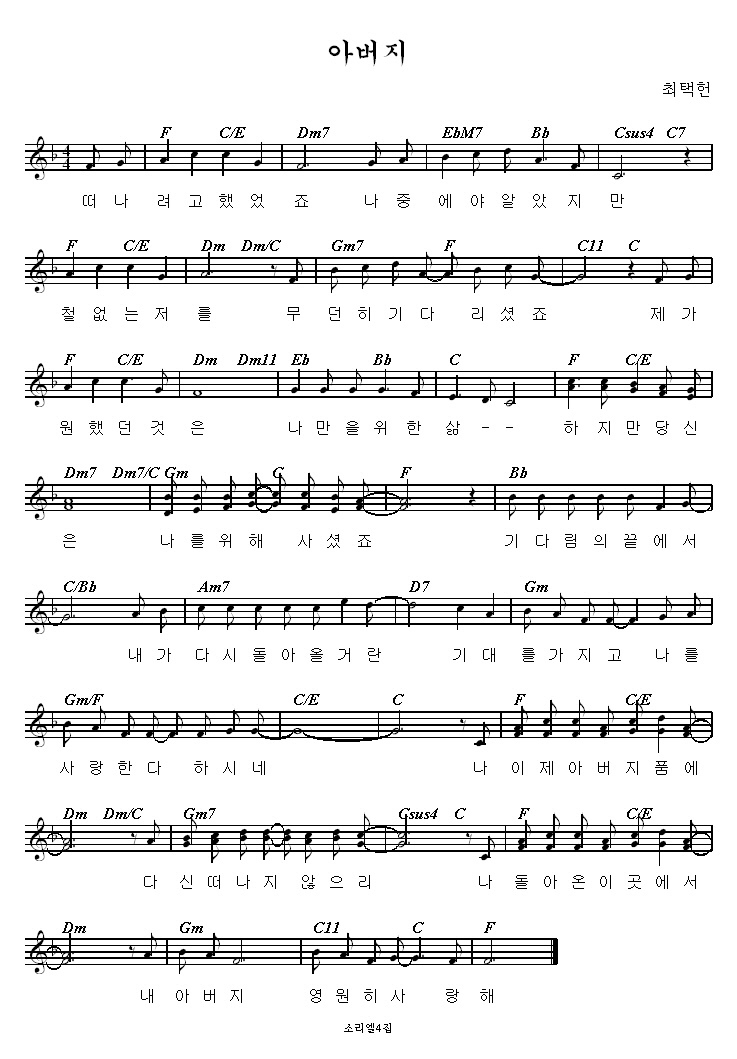 아버지
최택헌
F C/E Dm7 EbM7 Bb Csus4 C7
떠 나 려 고 했 었 죠 나 중 에 야 알 았 지 만
F C/E Dm Dm/C Gm7 F C11 C
철 없 는 저 를 무 던 히 기 다 리 셨 죠 제 가
F C/E Dm Dm11 Eb Bb C F C/E
원 했 던 것 은 나 만 을 위 한 삶 - - 하 지 만 당 신
Dm7 Dm7/C Gm G F Bb
은 나 를 위 해 사 셨 죠 기 다 림 의 끝 에 서
C/Bb Am7 D7 Gm
내 가 다 시 돌 아 올 거 란 기 대 를 가 지 고 나 를
Gm/F C/E C F C/E
사 랑 한 다 하 시 네 나 이 제 아 버 지 품 에
Dm Dm/C Gm7 Gsus4 C F C/E
다 신 떠 나 지 않 으 리 나 돌 아 온 이 곳 에 서
Dm Gm C11 C F
내 아 버 지 영 원 히 사 랑 해
소리엘4집